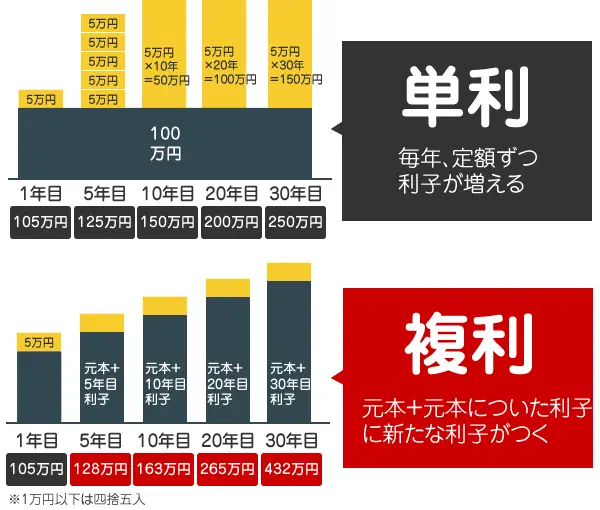 5万円
5万円
5万円
5万円
5万円
5万円
5万円
×10年
=50万円
5万円
×20年
=100万円
5万円
×30年
=150万円
100
万円
1年目 5年目 10年目 20年目 30年目
105万円 125万円 150万円 200万円 250万円
単利
毎年、定額ずつ
利子が増える
5万円
元本+
5年目
利子
元本+
10年目
利子
元本+
20年目
利子
元本+
30年目
利子
1年目 5年目 10年目 20年目 30年目
105万円 128万円 163万円 265万円 432万円
※1万円以下は四捨五入
複利
元本+元本についた利子
に新たな利子がつく